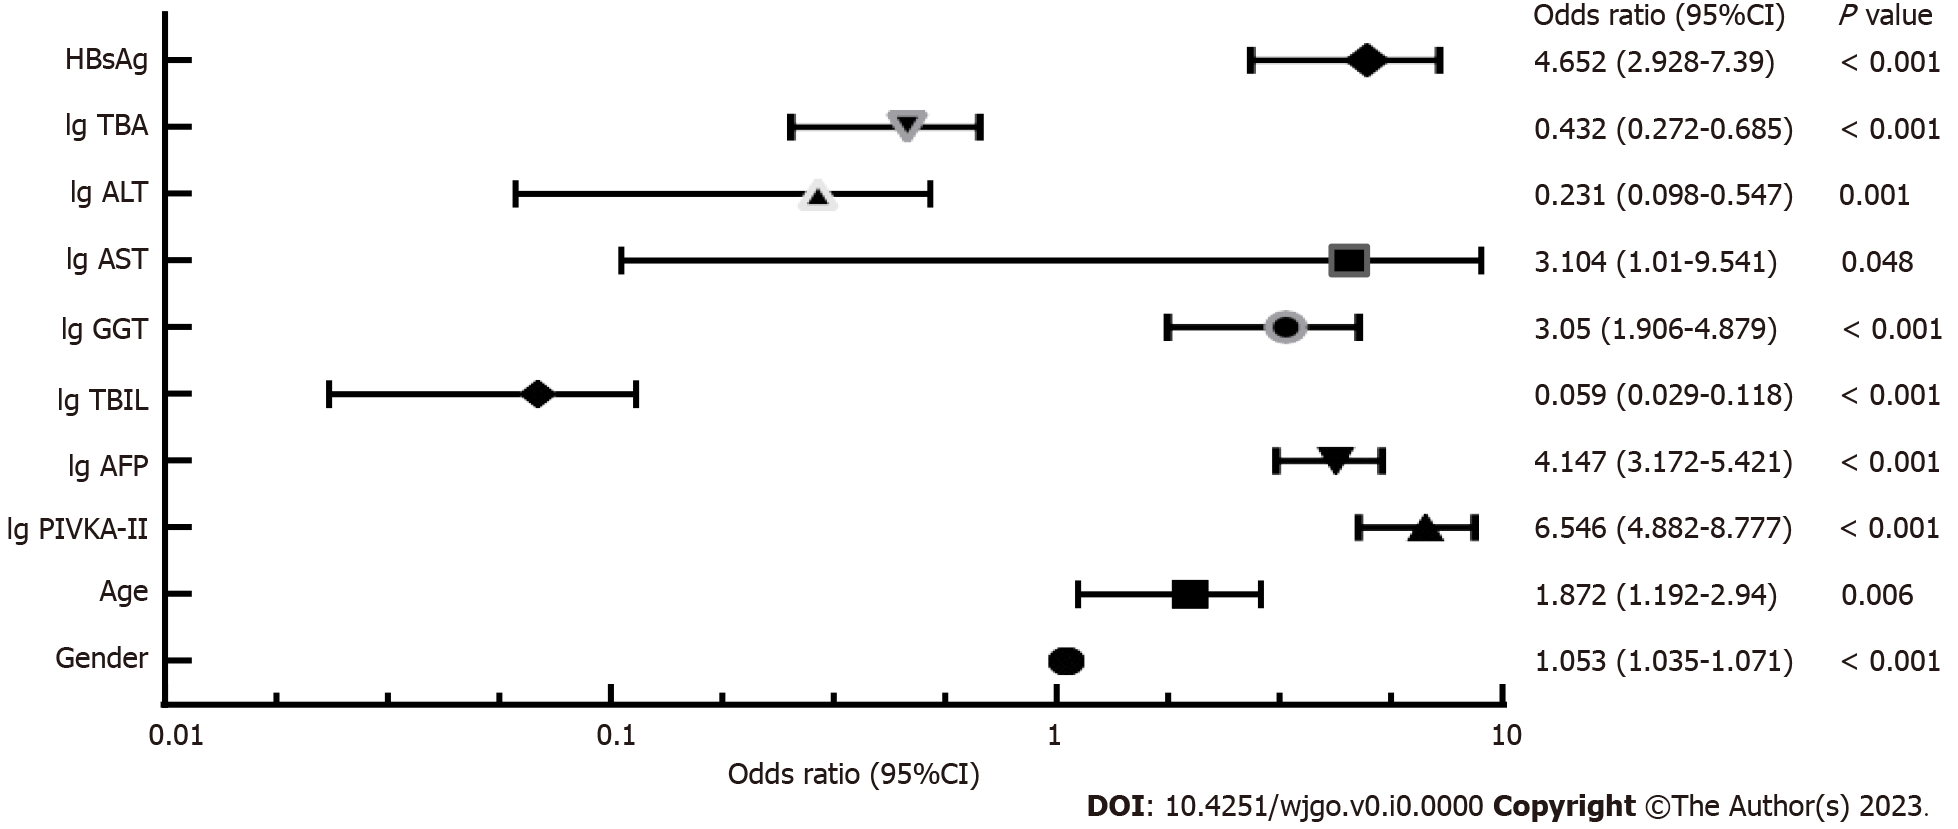 Odds ratio (95%CI) P value
HBsAg 4.652 (2.928-7.39) < 0.001
lg TBA 0.432 (0.272-0.685) < 0.001
lg ALT 0.231 (0.098-0.547) 0.001
lg AST 3.104 (1.01-9.541) 0.048
lg GGT 3.05 (1.906-4.879) < 0.001
lg TBIL 0.059 (0.029-0.118) < 0.001
lg AFP 4.147 (3.172-5.421) < 0.001
lg PIVKA-II 6.546 (4.882-8.777) < 0.001
Age 1.872 (1.192-2.94) 0.006
Gender 1.053 (1.035-1.071) < 0.001
0.01 0.1 1 10
Odds ratio (95%CI)
DOI: 10.4251/wjgo.v0.i0.0000 Copyright ©The Author(s) 2023.